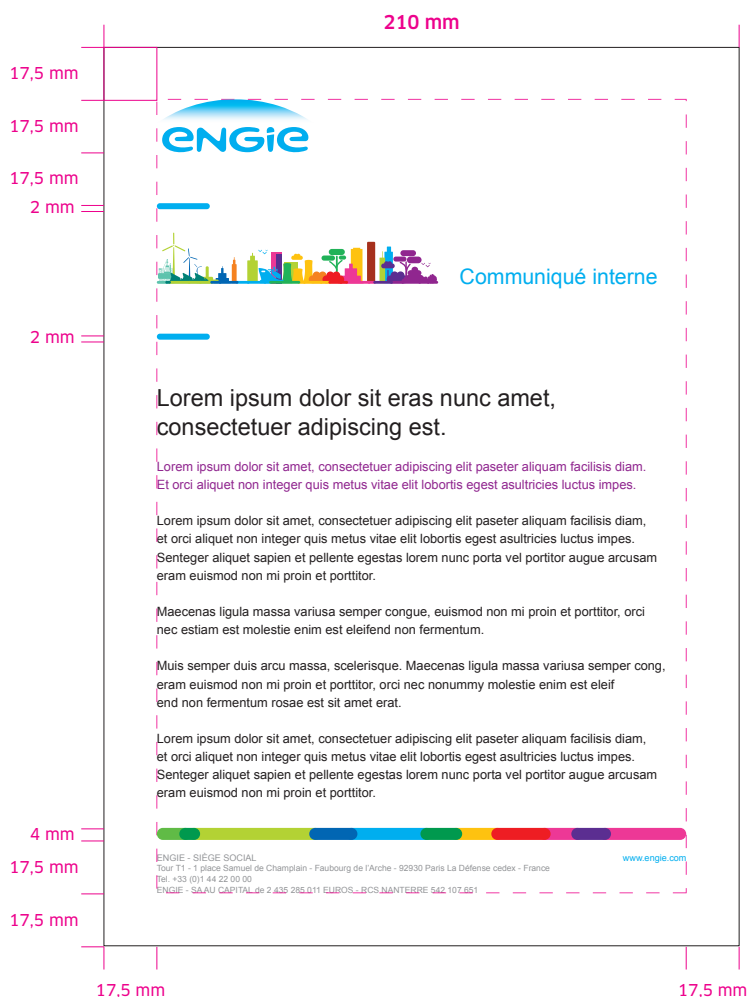 210 mm
17,5 mm
17,5 mm
17,5 mm
2 mm
ENGIE
Communiqué interne
2 mm
Lorem ipsum dolor sit eras nunc amet,
consectetuer adipiscing est.
Lorem ipsum dolor sit amet, consectetuer adipiscing elit paseter aliquam facilisis diam.
Et orci aliquet non integer quis metus vitae elit lobortis egest asultricies luctus impes.
Lorem ipsum dolor sit amet, consectetuer adipiscing elit paseter aliquam facilisis diam,
et orci aliquet non integer quis metus vitae elit lobortis egest asultricies luctus impes.
Senteger aliquet sapien et pellente egestas lorem nunc porta vel portitor augue arcusam
eram euismod non mi proin et porttitor.
Maecenas ligula massa variusa semper congue, euismod non mi proin et porttitor, orci
nec estiam est molestie enim est eleifend non fermentum.
Muis semper duis arcu massa, scelerisque. Maecenas ligula massa variusa semper cong,
eram euismod non mi proin et porttitor, orci nec nonummy molestie enim est eleif
end non fermentum rosae est sit amet erat.
Lorem ipsum dolor sit amet, consectetuer adipiscing elit paseter aliquam facilisis diam,
et orci aliquet non integer quis metus vitae elit lobortis egest asultricies luctus impes.
Senteger aliquet sapien et pellente egestas lorem nunc porta vel portitor augue arcusam
eram euismod non mi proin et porttitor.
4 mm
17,5 mm
17,5 mm
ENGIE - SIÈGE SOCIAL
Tour T1 - 1 place Samuel de Champlain - Faubourg de l'Arche - 92930 Paris La Défense cedex - France
Tel. +33 (0)1 44 22 00 00
ENGIE - SA AU CAPITAL de 2 435 285 011 EUROS - RCS NANTERRE 542 107 651
www.engie.com
17,5 mm
17,5 mm